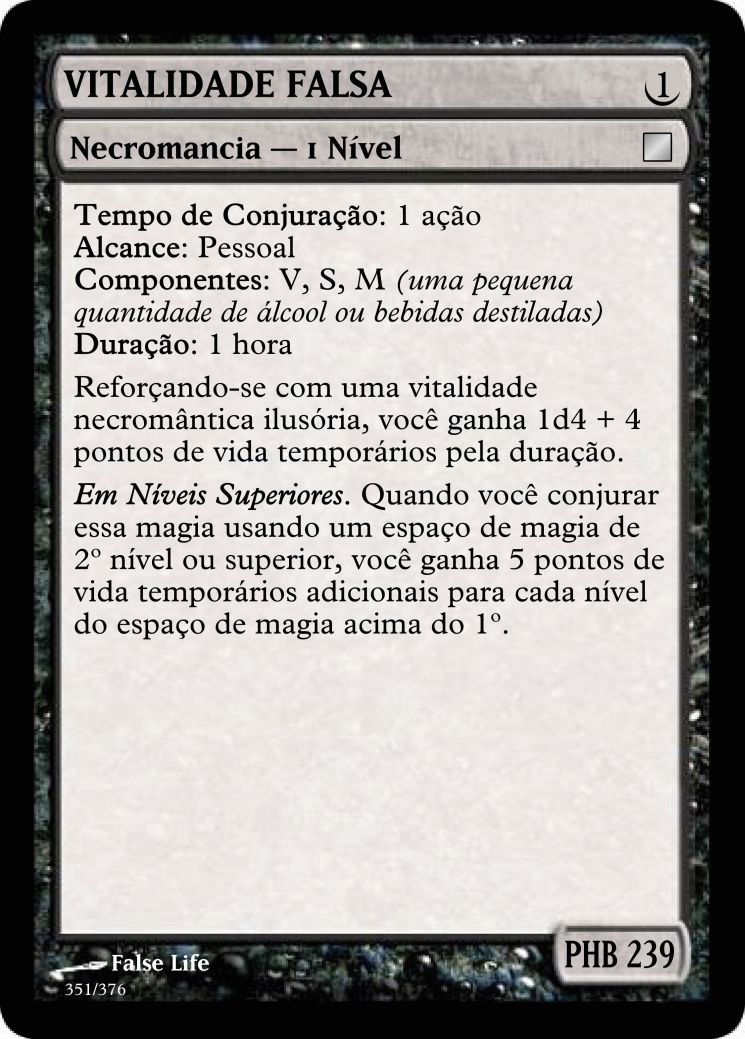 VITALIDADE FALSA 1
Necromancia — 1 Nível
Tempo de Conjuração: 1 ação
Alcance: Pessoal
Componentes: V, S, M (uma pequena
quantidade de álcool ou bebidas destiladas)
Duração: 1 hora
Reforçando-se com uma vitalidade
necromântica ilusória, você ganha 1d4 + 4
pontos de vida temporários pela duração.
Em Níveis Superiores. Quando você conjurar
essa magia usando um espaço de magia de
2º nível ou superior, você ganha 5 pontos de
vida temporários adicionais para cada nível
do espaço de magia acima do 1º.
False Life
PHB 239
351/376